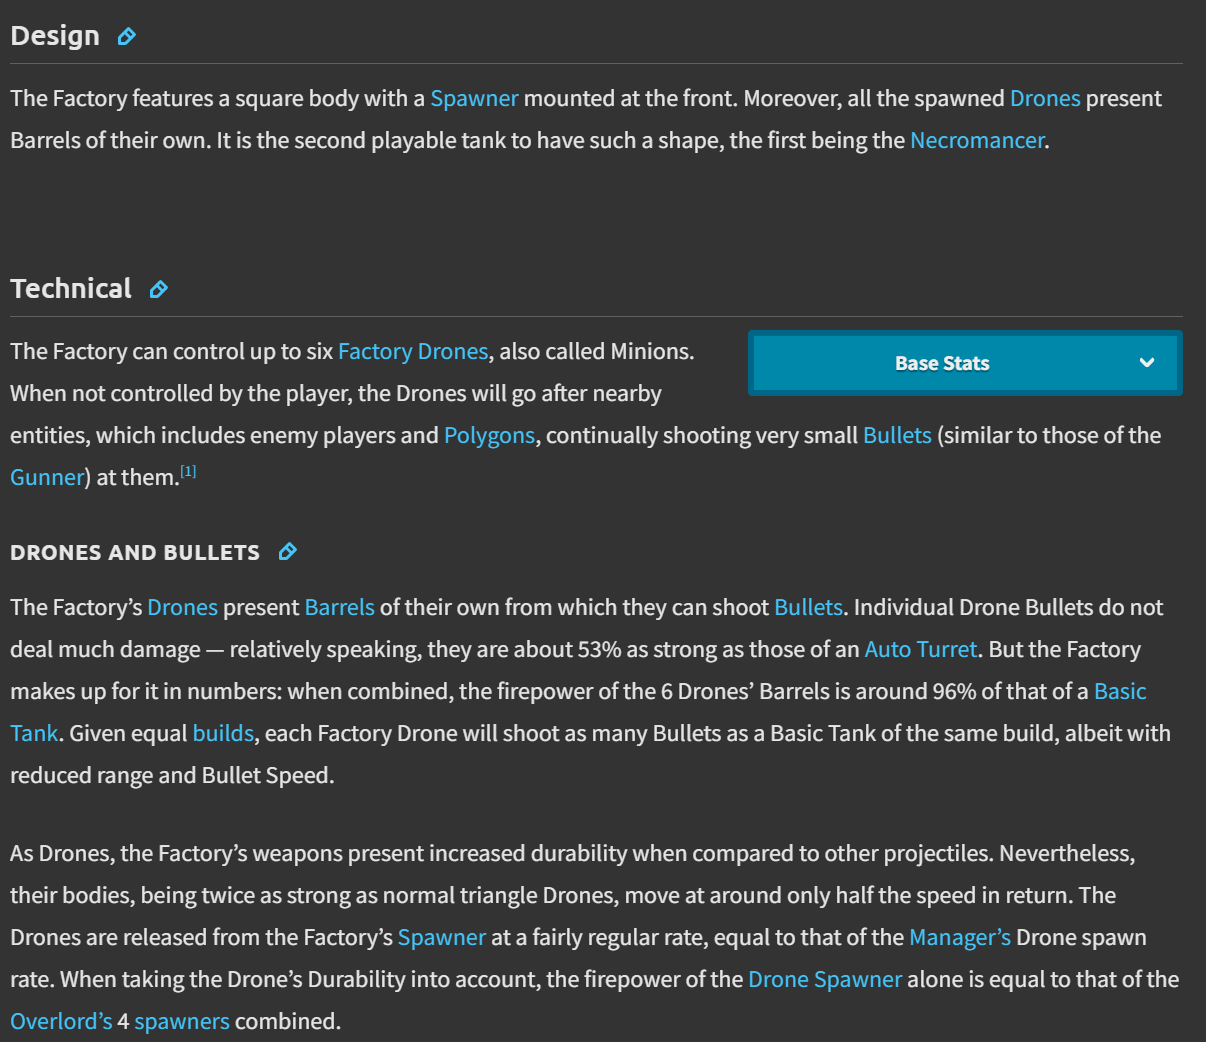 Design
The Factory features a square body with a Spawner mounted at the front. Moreover, all the spawned Drones present
Barrels of their own. It is the second playable tank to have such a shape, the first being the Necromancer.
Technical
The Factory can control up to six Factory Drones, also called Minions.
Base Stats
When not controlled by the player, the Drones will go after nearby
entities, which includes enemy players and Polygons, continually shooting very small Bullets (similar to those of the
Gunner) at them.[1]
DRONES AND BULLETS
The Factory’s Drones present Barrels of their own from which they can shoot Bullets. Individual Drone Bullets do not
deal much damage — relatively speaking, they are about 53% as strong as those of an Auto Turret. But the Factory
makes up for it in numbers: when combined, the firepower of the 6 Drones’ Barrels is around 96% of that of a Basic
Tank. Given equal builds, each Factory Drone will shoot as many Bullets as a Basic Tank of the same build, albeit with
reduced range and Bullet Speed.
As Drones, the Factory’s weapons present increased durability when compared to other projectiles. Nevertheless,
their bodies, being twice as strong as normal triangle Drones, move at around only half the speed in return. The
Drones are released from the Factory’s Spawner at a fairly regular rate, equal to that of the Manager’s Drone spawn
rate. When taking the Drone’s Durability into account, the firepower of the Drone Spawner alone is equal to that of the
Overlord’s 4 spawners combined.